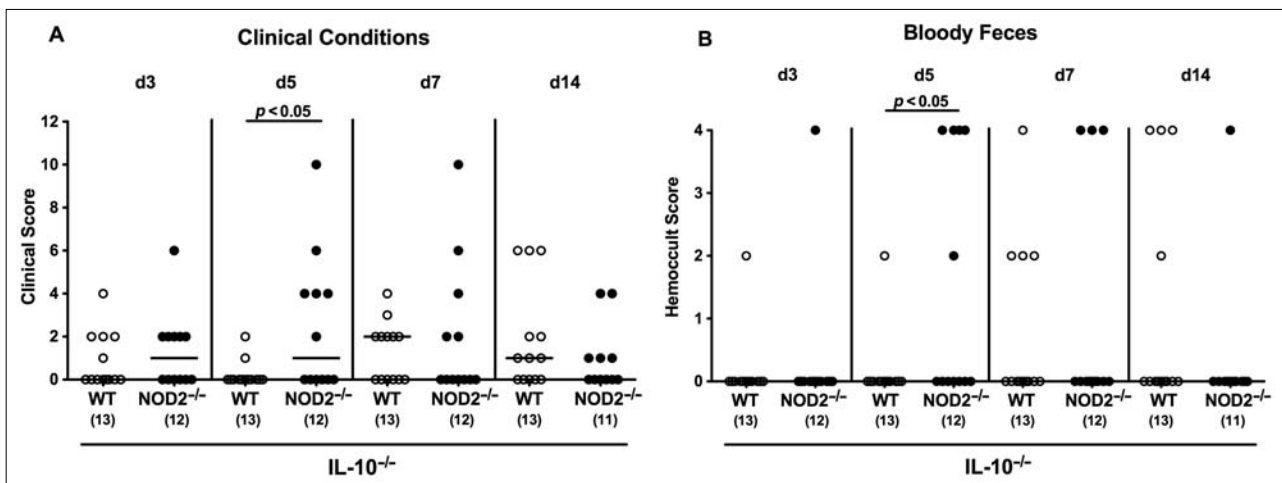 A
Clinical Conditions
d3 d5 d7 d14
p < 0.05
Clinical Score
12
10
8
6
4
2
0
WT NOD2⁻/⁻ WT NOD2⁻/⁻ WT NOD2⁻/⁻ WT NOD2⁻/⁻
(13) (12) (13) (12) (13) (12) (13) (11)
IL-10⁻/⁻
B
Bloody Feces
d3 d5 d7 d14
p < 0.05
Hemoccult Score
4
3
2
1
0
WT NOD2⁻/⁻ WT NOD2⁻/⁻ WT NOD2⁻/⁻ WT NOD2⁻/⁻
(13) (12) (13) (12) (13) (12) (13) (11)
IL-10⁻/⁻